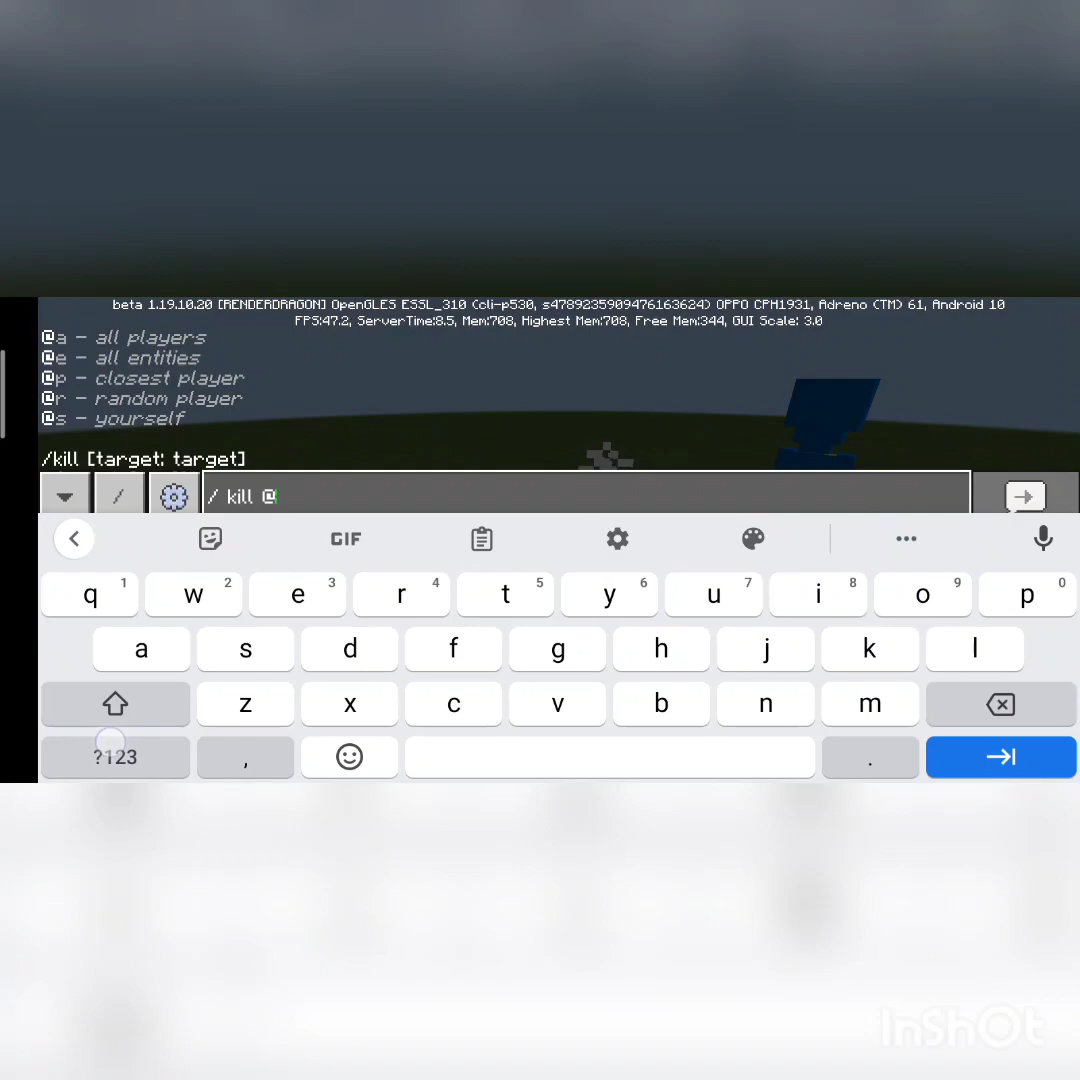 beta 1.19.10.20 [RENDERDRAGON] OpenGLES ESSL_310 (cli-p530, s4789235909476163624) OPPO CPH1931, Adreno (TM) 61, Android 10
FPS:47.2, ServerTime:8.5, Mem:708, Highest Mem:708, Free Mem:344, GUI Scale: 3.0
@a - all players
@e - all entities
@p - closest player
@r - random player
@s - yourself
/kill [target: target]
/
/ kill @
GIF
q 1 w 2 e 3 r 4 t 5 y 6 u 7 i 8 o 9 p 0
a s d f g h j k l
z x c v b n m
?123 , .
InShOt